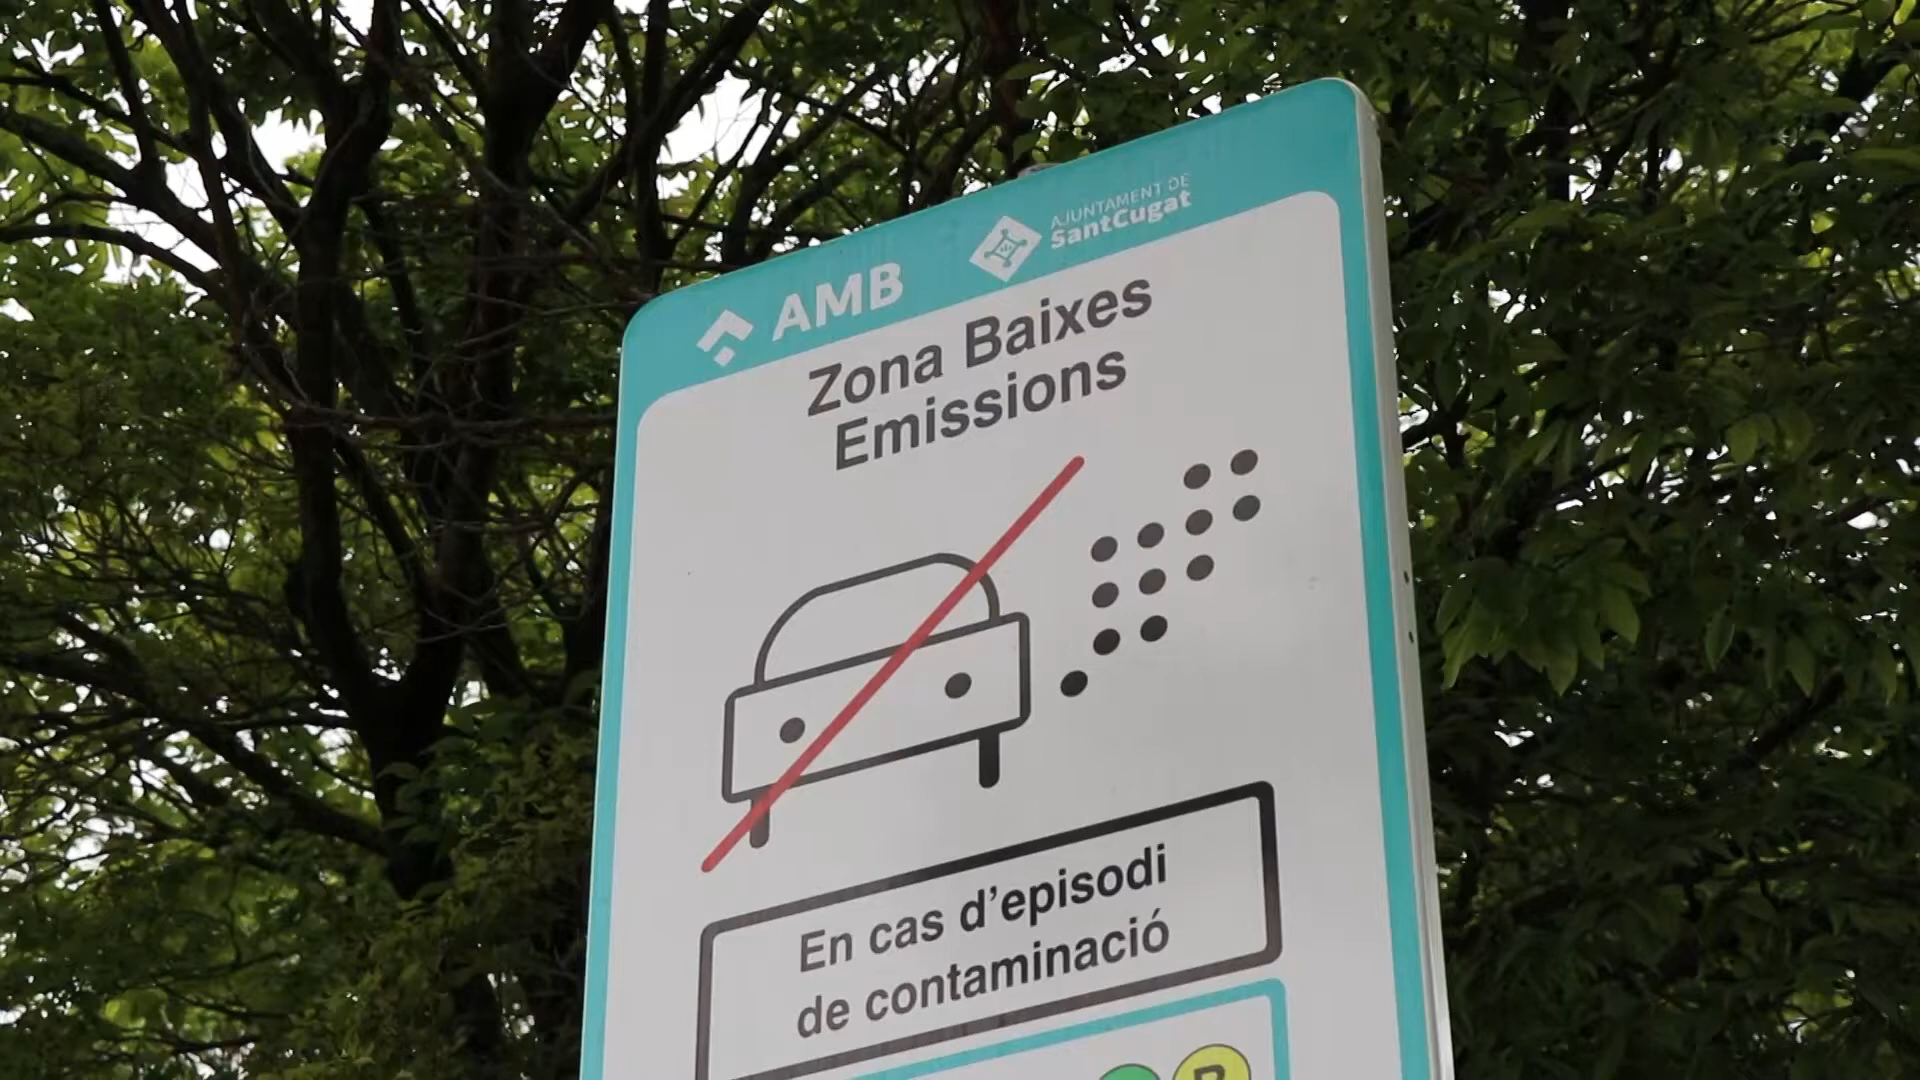 AMB
AJUNTAMENT DE
SantCugat
Zona Baixes
Emissions
En cas d'episodi
de contaminació
B